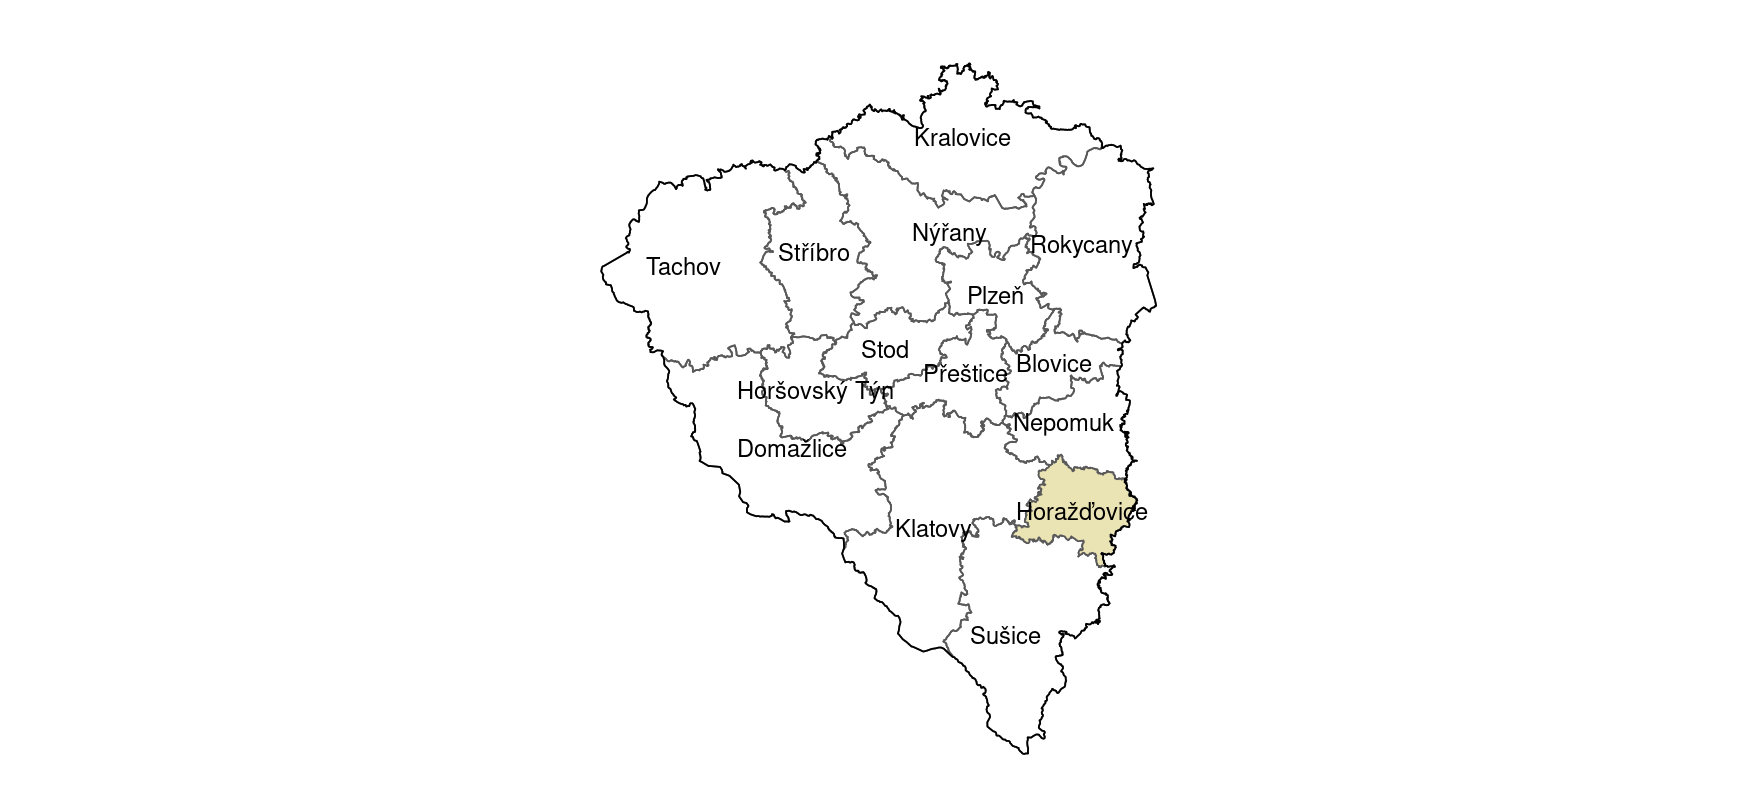 Kralovice
Nýřany
Rokycany
Stříbro
Tachov
Plzeň
Stod
Blovice
Přeštice
Horšovský Týn
Nepomuk
Domažlice
Horažďovice
Klatovy
Sušice